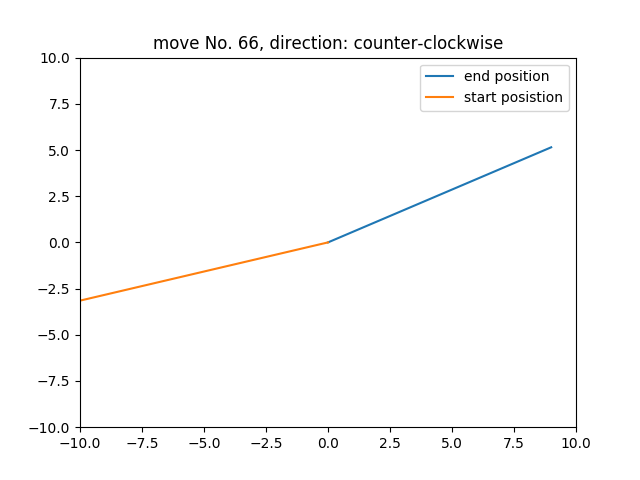 move No. 66, direction: counter-clockwise
end position
start posistion
10.0
7.5
5.0
2.5
0.0
−2.5
−5.0
−7.5
−10.0
−10.0 −7.5 −5.0 −2.5 0.0 2.5 5.0 7.5 10.0